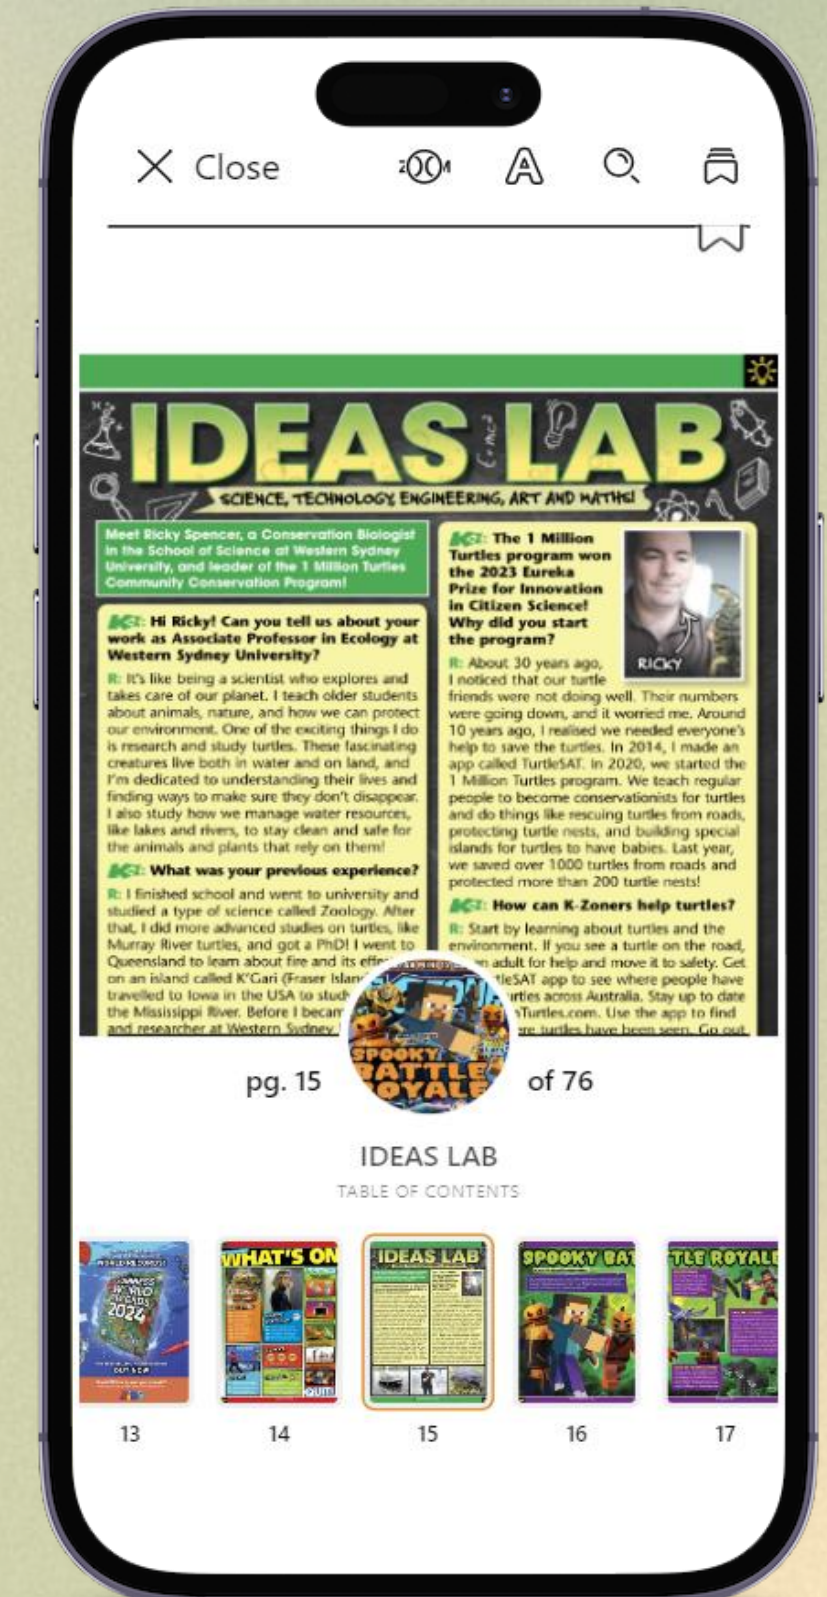 Close
IDEAS LAB
SCIENCE, TECHNOLOGY, ENGINEERING, ART AND MATHS!
Meet Ricky Spencer, a Conservation Biologist
in the School of Science at Western Sydney
University, and leader of the 1 Million Turtles
Community Conservation Program!
Hi Ricky! Can you tell us about your
work as Associate Professor in Ecology at
Western Sydney University?
R: It's like being a scientist who explores and
takes care of our planet. I teach older students
about animals, nature, and how we can protect
our environment. One of the exciting things I do
is research and study turtles. These fascinating
creatures live both in water and on land, and
I'm dedicated to understanding their lives and
finding ways to make sure they don't disappear.
I also study how we manage water resources,
like lakes and rivers, to stay clean and safe for
the animals and plants that rely on them!
What was your previous experience?
R: I finished school and went to university and
studied a type of science called Zoology. After
that, I did more advanced studies on turtles, like
Murray River turtles, and got a PhD! I went to
Queensland to learn about fire and its
on an island called K'Gari (Fraser
travelled to Iowa in the USA to
the Mississippi River. Before I
and researcher at Western Sydney
The 1 Million
Turtles program won
the 2023 Eureka
Prize for Innovation
in Citizen Science!
Why did you start
the program?
RICKY
R: About 30 years ago,
I noticed that our turtle
friends were not doing well. Their numbers
were going down, and it worried me. Around
10 years ago, I realised we needed everyone's
help to save the turtles. In 2014, I made an
app called TurtleSAT. In 2020, we started the
1 Million Turtles program. We teach regular
people to become conservationists for turtles
and do things like rescuing turtles from roads,
protecting turtle nests, and building special
islands for turtles to have babies. Last year,
we saved over 1000 turtles from roads and
protected more than 200 turtle nests!
How can K-Zoners help turtles?
R: Start by learning about turtles and the
environment. If you see a turtle on the road,
adult for help and move it to safety. Get
app to see where people have
across Australia. Stay up to date
Use the app to find
turtles have been seen. Go out
SPOOKY
BATTLE
ROYALE
pg. 15
of 76
IDEAS LAB
TABLE OF CONTENTS
WORLD RECORDS!
GUINNESS
WORLD
RECORDS
2024
OUT NOW
WHAT'S ON
QUIT!
IDEAS LAB
SPOOKY BAT
TLE ROYALE
13
14
15
16
17